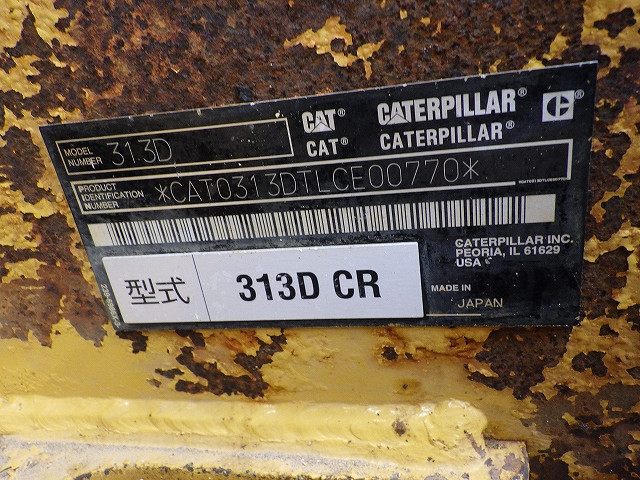 CAT® CATERPILLAR® C®
CAT® CATERPILLAR®
MODEL NUMBER 313D
PRODUCT IDENTIFICATION NUMBER *CAT0313DTLCE00770*
CATERPILLAR INC.
PEORIA, IL 61629
USA
型式 313D CR
MADE IN
JAPAN